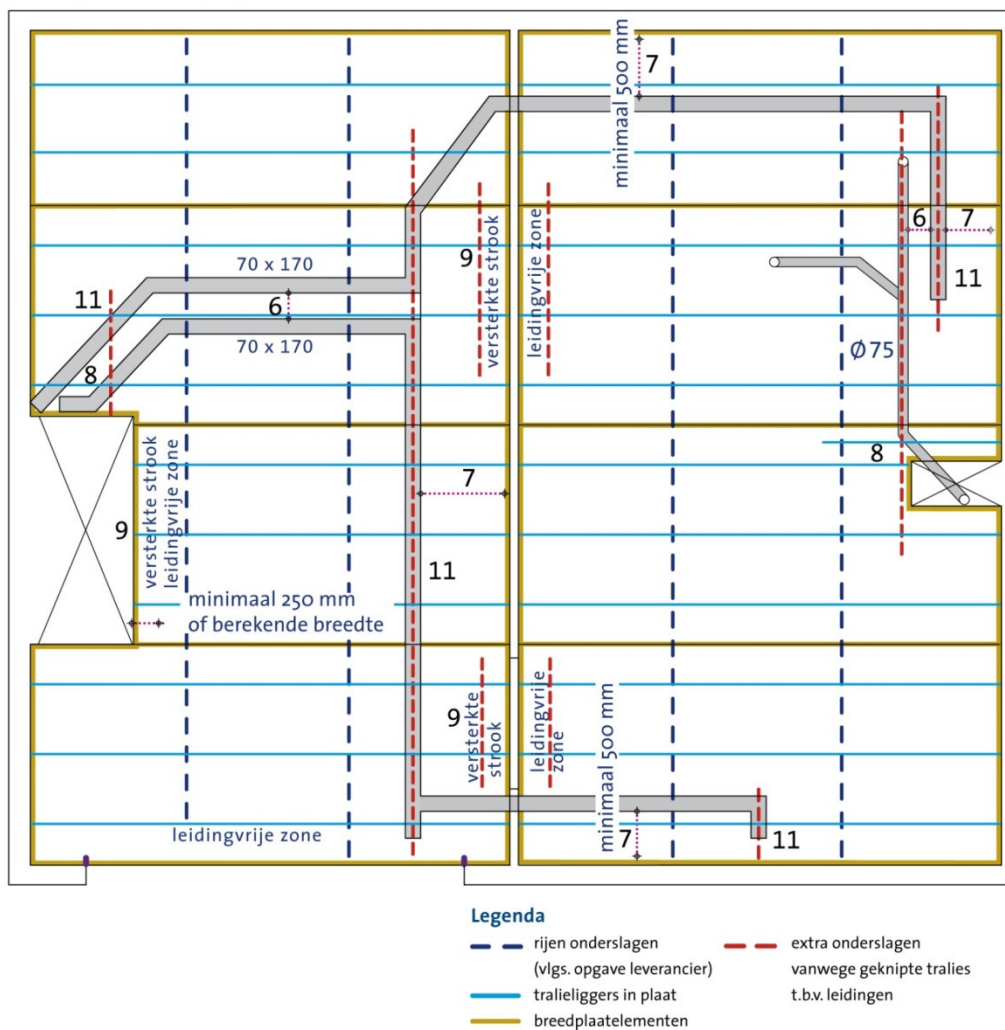 minimaal 500 mm
7
6
7
9
versterkte strook
leidingvrije zone
11
70 x 170
11
6
70 x 170
8
Ø 75
8
versterkte strook
leidingvrije zone
9
7
11
minimaal 250 mm
of berekende breedte
9
versterkte
strook
leidingvrije
zone
minimaal 500 mm
leidingvrije zone
7
11
Legenda
rijen onderslagen
(vlgs. opgave leverancier)
tralieliggers in plaat
breedplaatelementen
extra onderslagen
vanwege geknipte tralies
t.b.v. leidingen